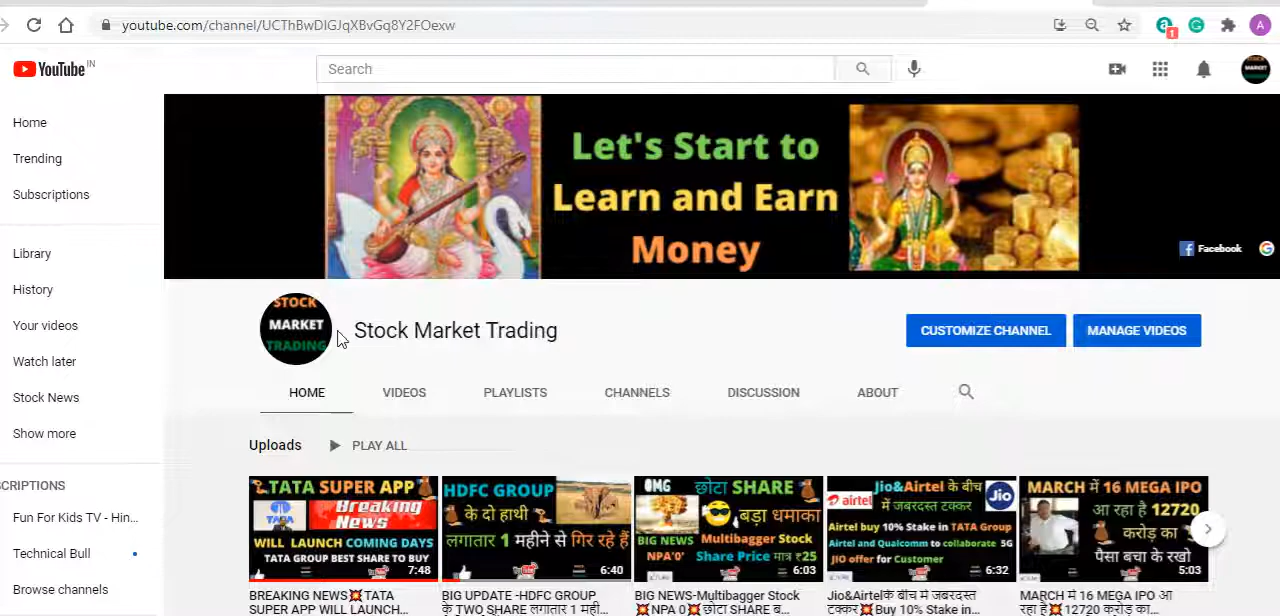 youtube.com/channel/UCThBwDIGJqXBvGq8Y2FOexw
1
A
YouTube IN
Search
Home
Trending
Subscriptions
Library
History
Your videos
Watch later
Stock News
Show more
SCRIPTIONS
Fun For Kids TV - Hin...
Technical Bull
Browse channels
Let's Start to
Learn and Earn
Money
Facebook
STOCK
MARKET
TRADING
Stock Market Trading
CUSTOMIZE CHANNEL
MANAGE VIDEOS
HOME
VIDEOS
PLAYLISTS
CHANNELS
DISCUSSION
ABOUT
Uploads
PLAY ALL
TATA SUPER APP
TATA
Breaking
News
WILL LAUNCH COMING DAYS
TATA GROUP BEST SHARE TO BUY
7:48
BREAKING NEWS💥TATA
SUPER APP WILL LAUNCH...
HDFC GROUP
के दो हाथी
लगातार 1 महीने से गिर रहे हैं
6:40
BIG UPDATE -HDFC GROUP
के TWO SHARE लगातार 1 मही...
OMG छोटा SHARE
बड़ा धमाका
BIG NEWS Multibagger Stock
NPA'0' Share Price मात्र ₹25
6:03
BIG NEWS-Multibagger Stock
💥NPA 0💥छोटा SHARE ब...
Jio&Airtel के बीच
airtel में जबरदस्त टक्कर Jio
Airtel buy 10% Stake in TATA Group
Airtel and Qualcomm to collaborate 5G
JIO offer for Customer
6:32
Jio&Airtelके बीच में जबरदस्त
टक्कर💥Buy 10% Stake in...
MARCH में 16 MEGA IPO
आ रहा है 12720
करोड़ का
पैसा बचा के रखो
5:03
MARCH में 16 MEGA IPO आ
रहा है💥12720 करोड़ का...